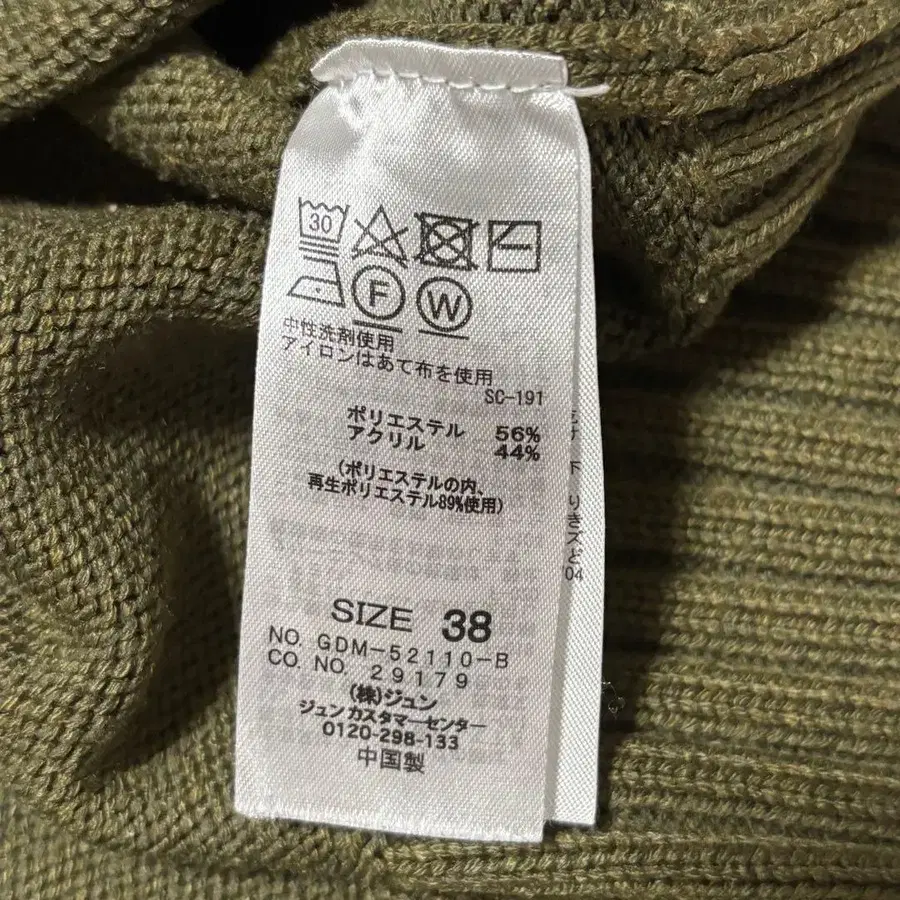 30
F W
中性洗剤使用
アイロンはあて布を使用
SC-191
ポリエステル 56%
アクリル 44%
(ポリエステルの内、
再生ポリエステル89%使用)
SIZE 38
NO. GDM-52110-B
CO. NO. 29179
(株)ジュン
ジュンカスタマーセンター
0120-298-133
中国製